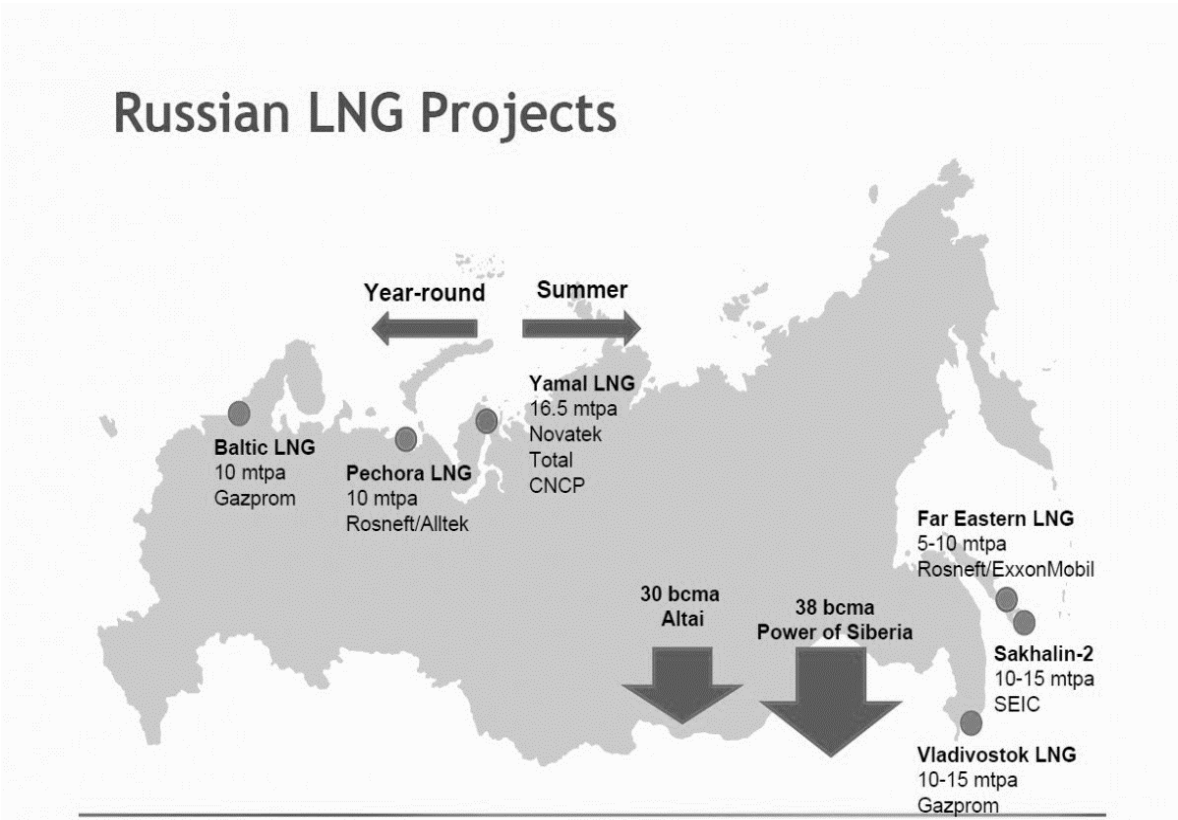 Russian LNG Projects
Year-round
Summer
Yamal LNG
16.5 mtpa
Novatek
Total
CNCP
Baltic LNG
10 mtpa
Gazprom
Pechora LNG
10 mtpa
Rosneft/Alltek
Far Eastern LNG
5-10 mtpa
Rosneft/ExxonMobil
30 bcma
Altai
38 bcma
Power of Siberia
Sakhalin-2
10-15 mtpa
SEIC
Vladivostok LNG
10-15 mtpa
Gazprom